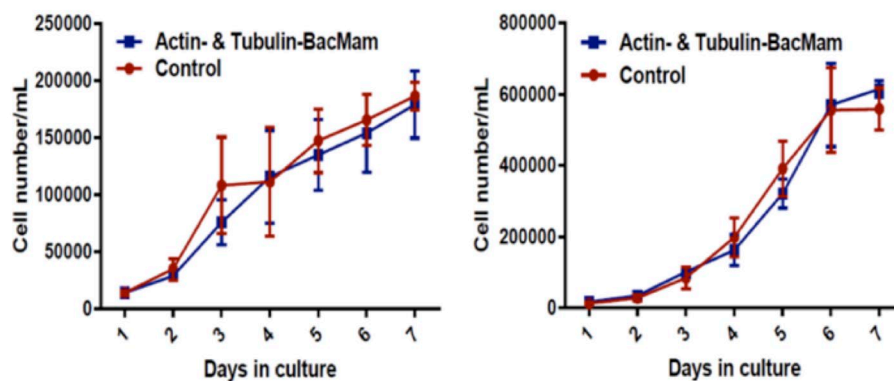 250000
200000
150000
100000
50000
0
Cell number/mL
Actin- & Tubulin-BacMam
Control
1 2 3 4 5 6 7
Days in culture
800000
600000
400000
200000
0
Cell number/mL
Actin- & Tubulin-BacMam
Control
1 2 3 4 5 6 7
Days in culture